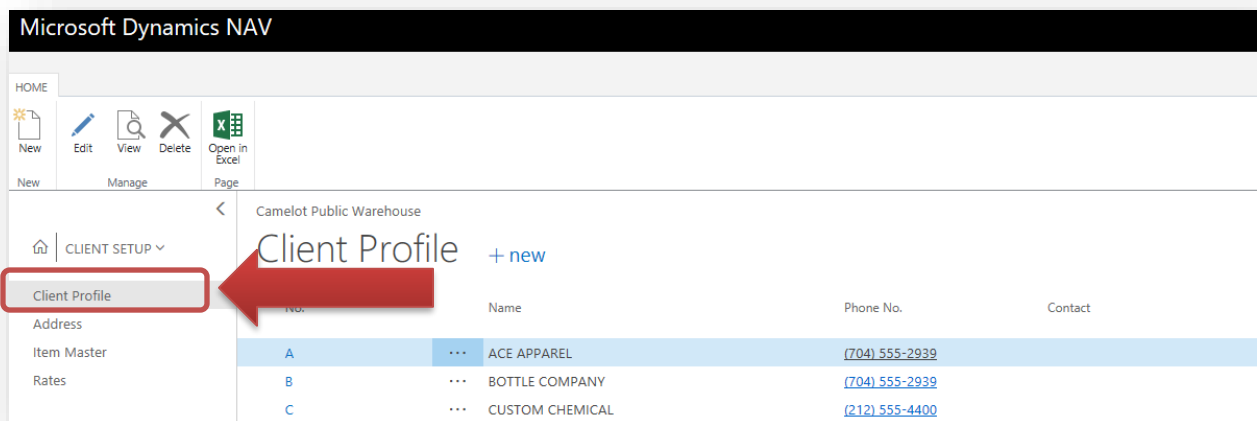 Microsoft Dynamics NAV
HOME
New
Edit
View
Delete
Open in
Excel
New
Manage
Page
Camelot Public Warehouse
CLIENT SETUP
Client Profile
+ new
Client Profile
Address
Item Master
Rates
No.
Name
Phone No.
Contact
A ··· ACE APPAREL (704) 555-2939
B ··· BOTTLE COMPANY (704) 555-2939
C ··· CUSTOM CHEMICAL (212) 555-4400